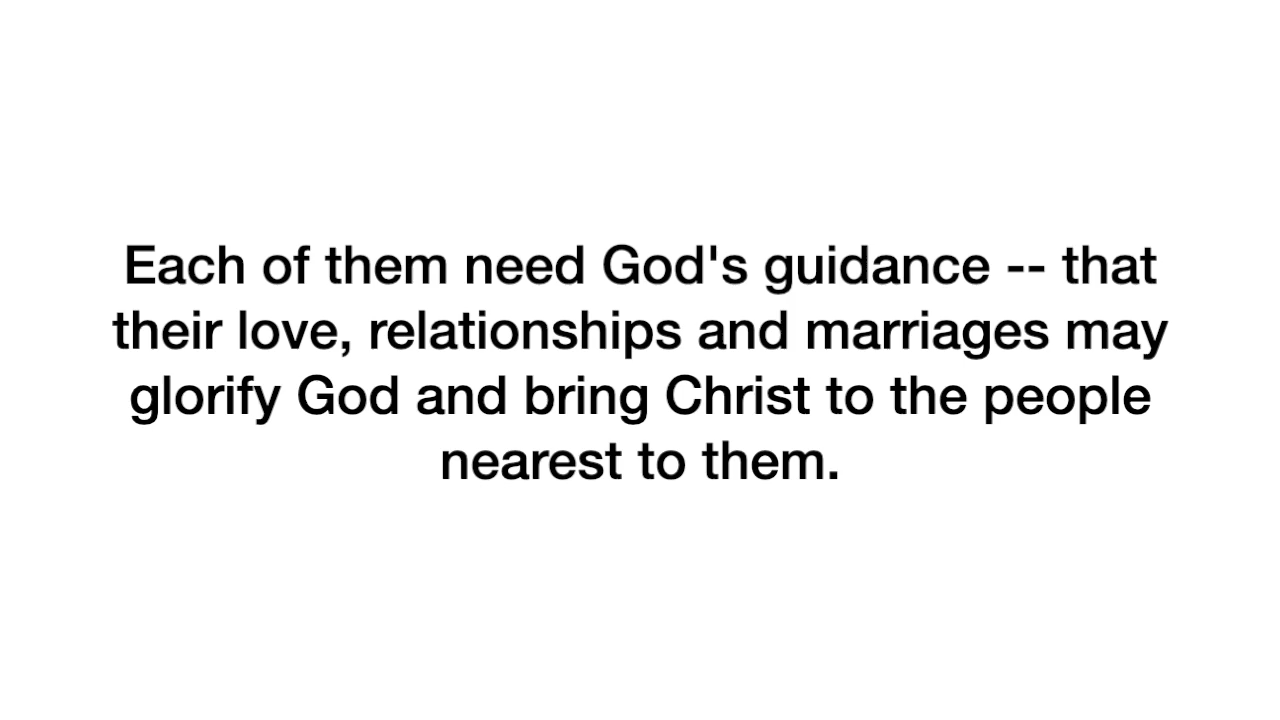 Each of them need God's guidance -- that
their love, relationships and marriages may
glorify God and bring Christ to the people
nearest to them.